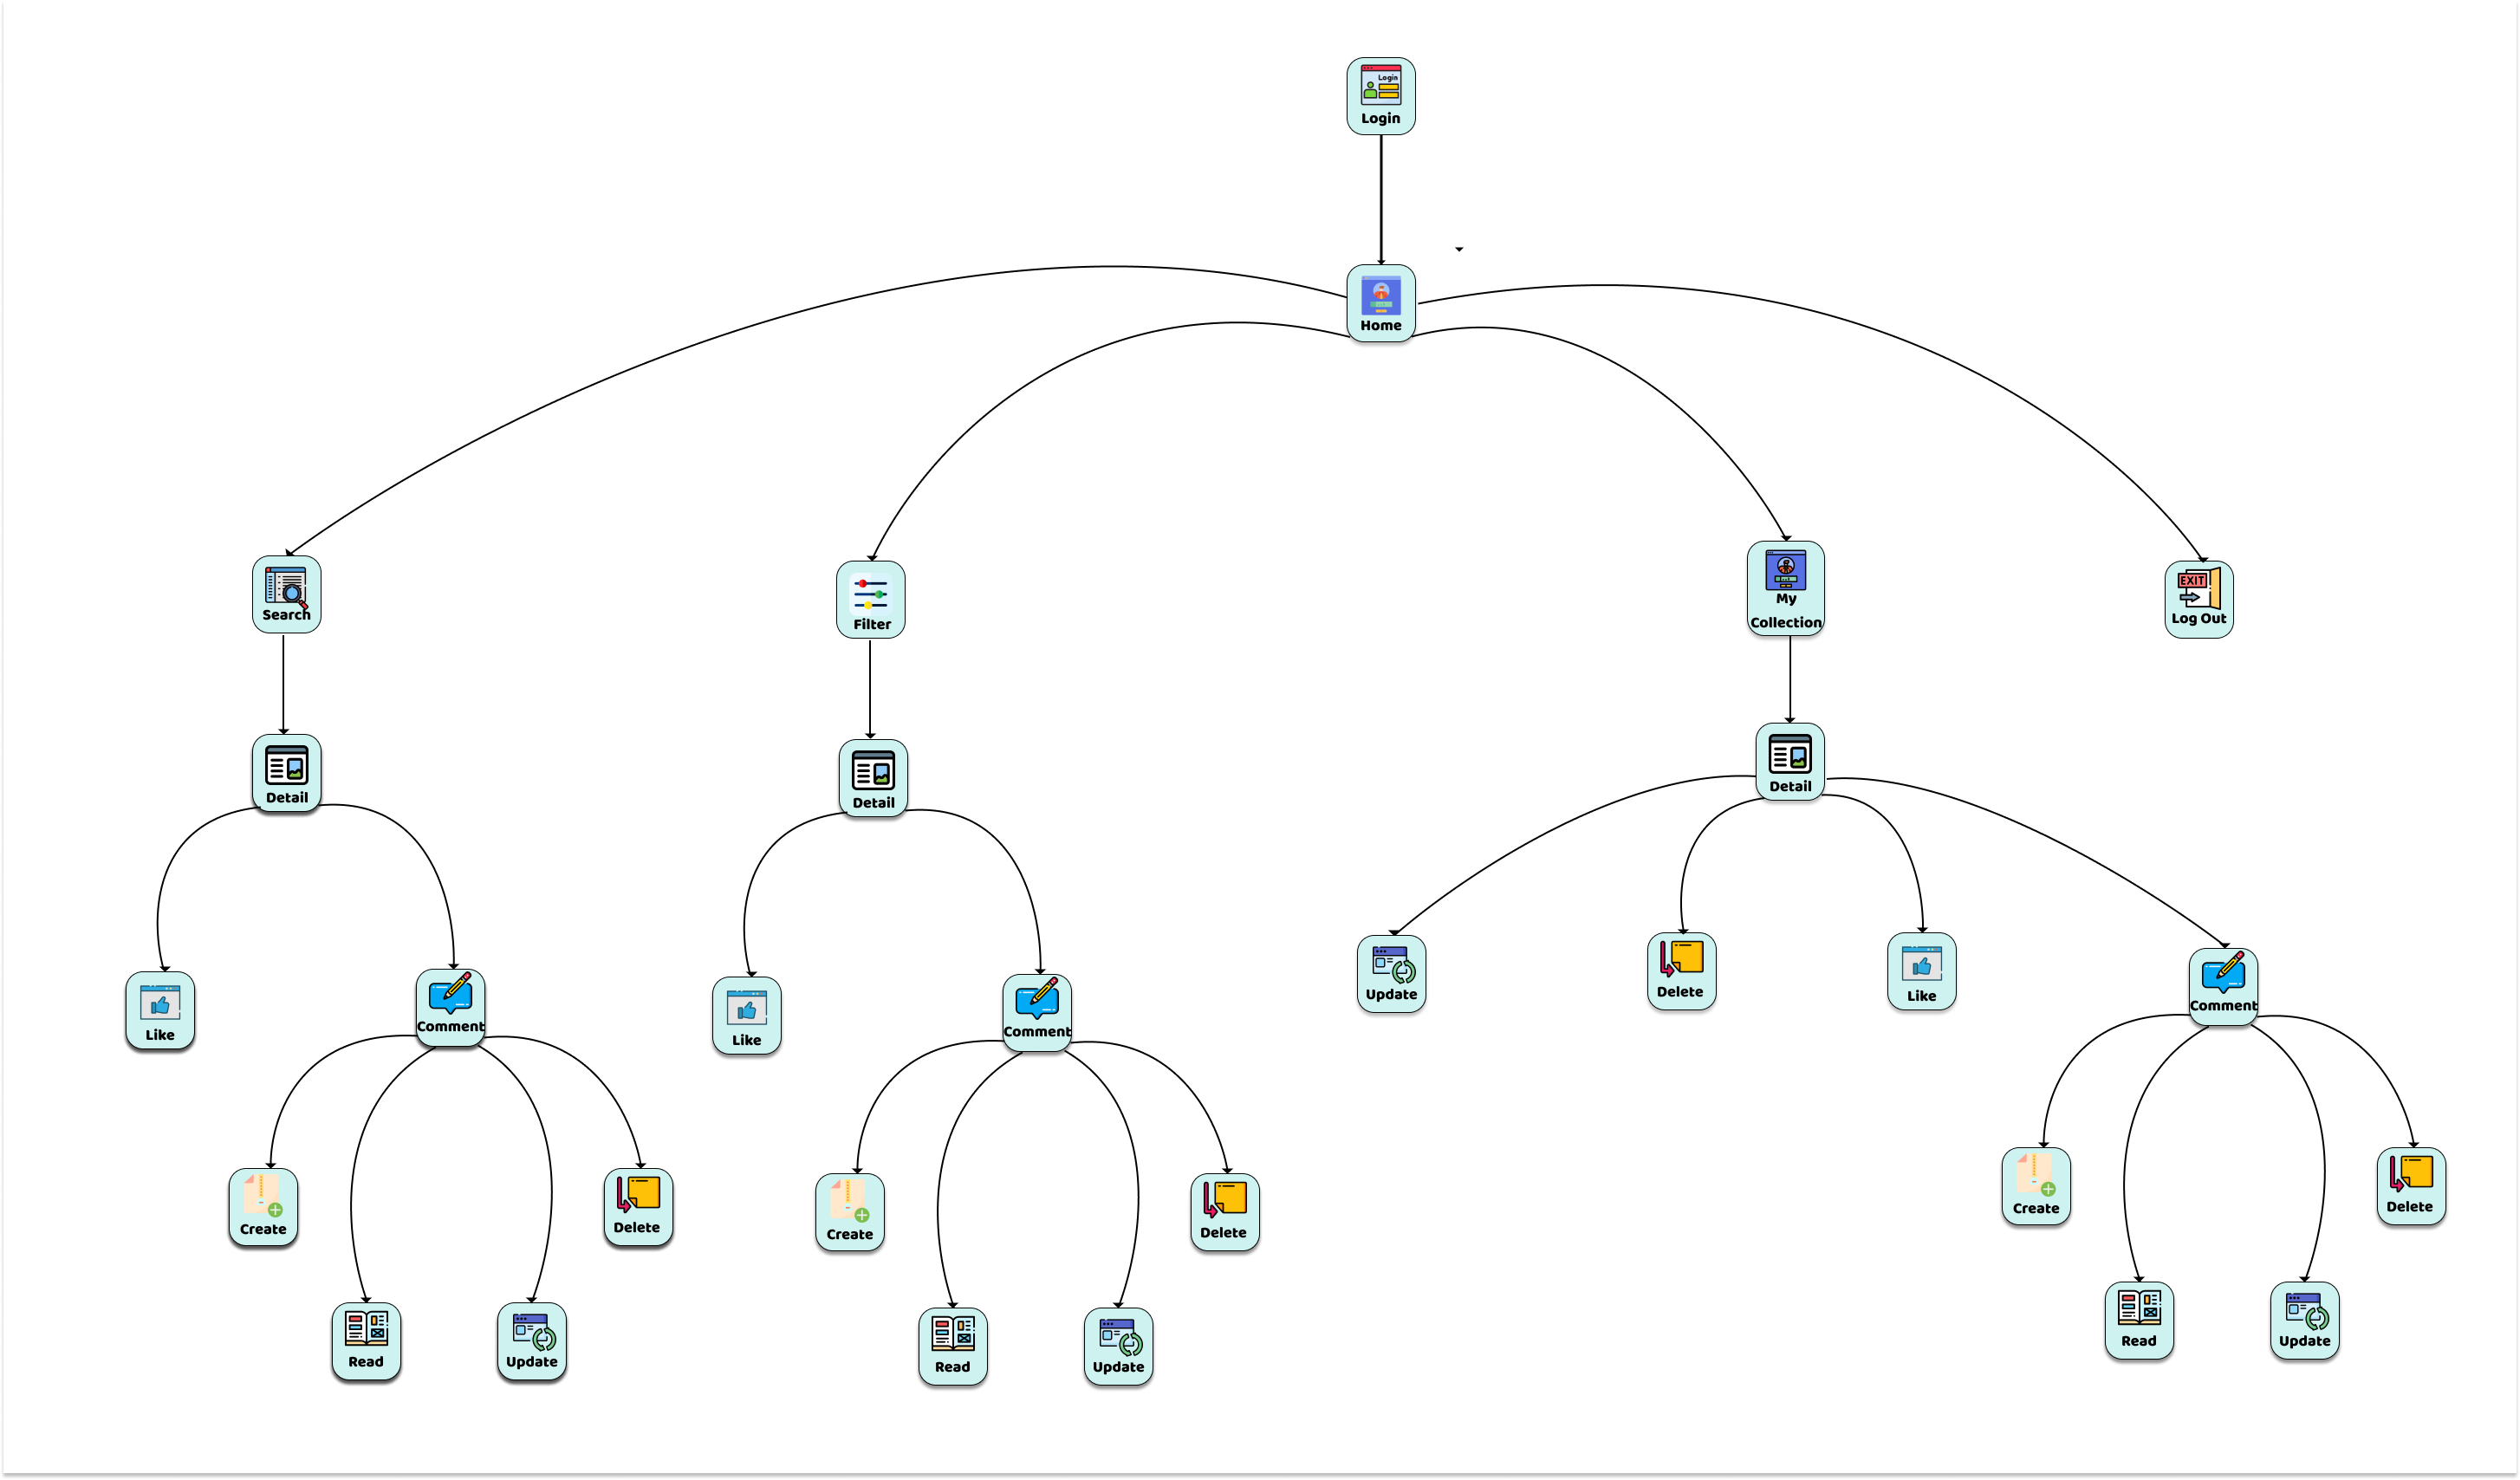 Login
Login
Home
Search
Filter
My
Collection
EXIT
Log Out
Detail
Detail
Detail
Like
Comment
Like
Comment
Update
Delete
Like
Comment
Create
Delete
Create
Delete
Create
Delete
Read
Update
Read
Update
Read
Update